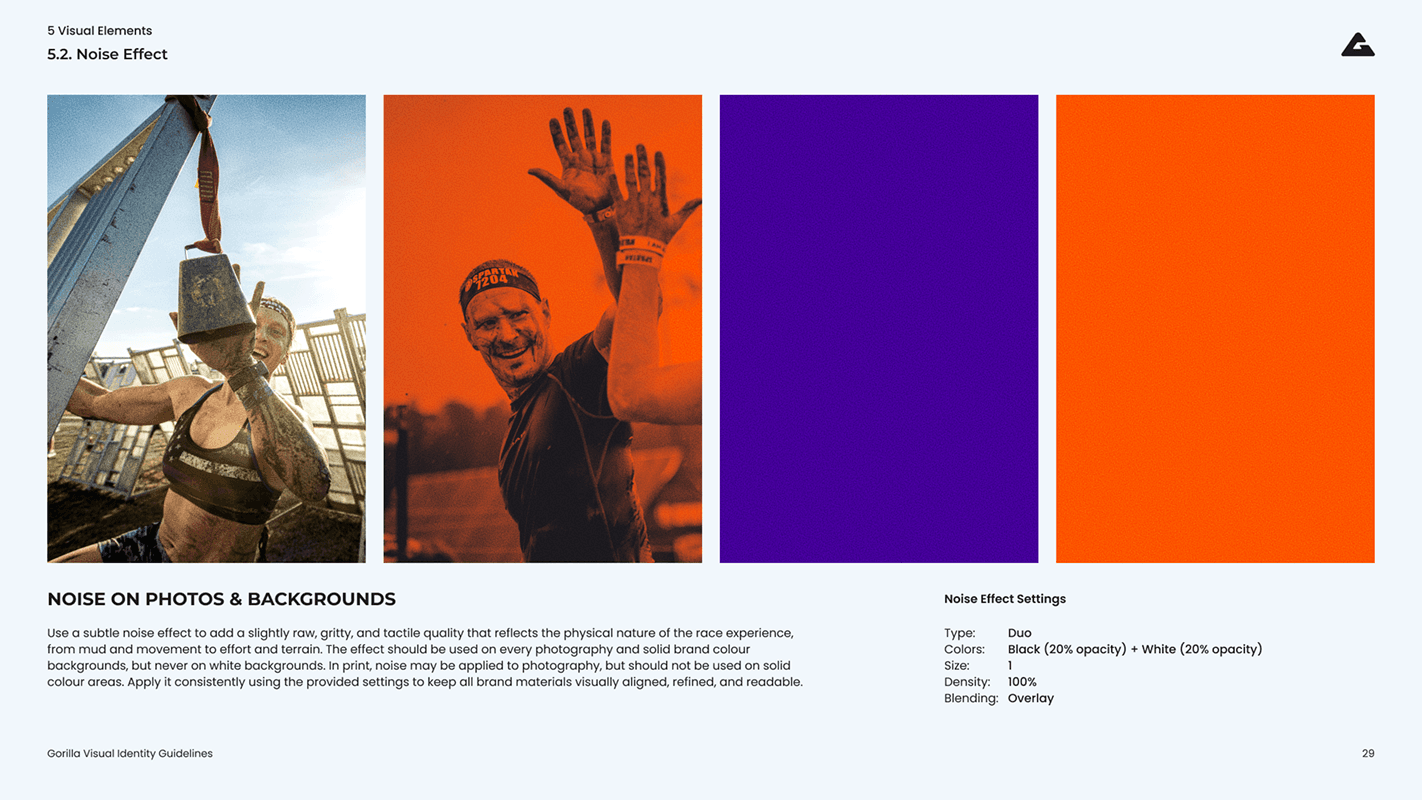 5 Visual Elements
5.2. Noise Effect
SPARTAN
7204
SPARTAN
NOISE ON PHOTOS & BACKGROUNDS
Use a subtle noise effect to add a slightly raw, gritty, and tactile quality that reflects the physical nature of the race experience,
from mud and movement to effort and terrain. The effect should be used on every photography and solid brand colour
backgrounds, but never on white backgrounds. In print, noise may be applied to photography, but should not be used on solid
colour areas. Apply it consistently using the provided settings to keep all brand materials visually aligned, refined, and readable.
Noise Effect Settings
Type: Duo
Colors: Black (20% opacity) + White (20% opacity)
Size: 1
Density: 100%
Blending: Overlay
Gorilla Visual Identity Guidelines
29